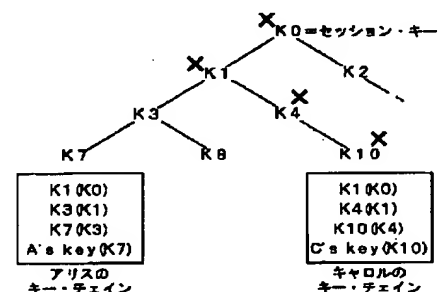 ×K0=セッション・キー
×K1 K2
K3 K4×
K7 K8 K10×
K1(K0)
K3(K1)
K7(K3)
A's key(K7)
アリスの
キー・チェイン
K1(K0)
K4(K1)
K10(K4)
C's key(K10)
キャロルの
キー・チェイン